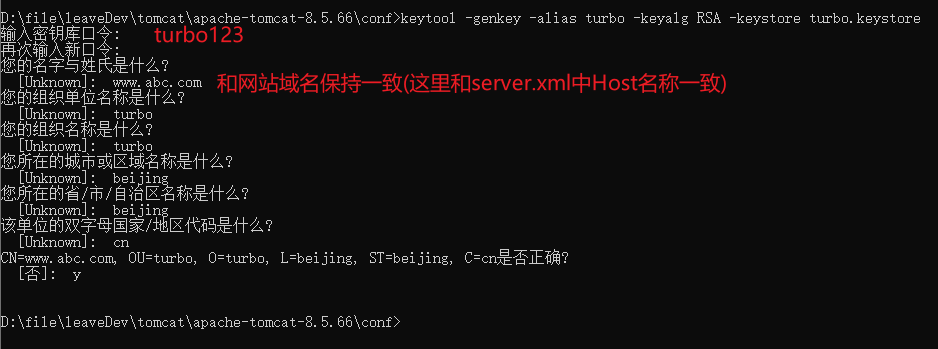 D:\file\leaveDev\tomcat\apache-tomcat-8.5.66\conf>keytool -genkey -alias turbo -keyalg RSA -keystore turbo.keystore
输入密钥库口令: turbo123
再次输入新口令:
您的名字与姓氏是什么?
[Unknown]: www.abc.com 和网站域名保持一致(这里和server.xml中Host名称一致)
您的组织单位名称是什么?
[Unknown]: turbo
您的组织名称是什么?
[Unknown]: turbo
您所在的城市或区域名称是什么?
[Unknown]: beijing
您所在的省/市/自治区名称是什么?
[Unknown]: beijing
该单位的双字母国家/地区代码是什么?
[Unknown]: cn
CN=www.abc.com, OU=turbo, O=turbo, L=beijing, ST=beijing, C=cn是否正确?
[否]: y
D:\file\leaveDev\tomcat\apache-tomcat-8.5.66\conf>